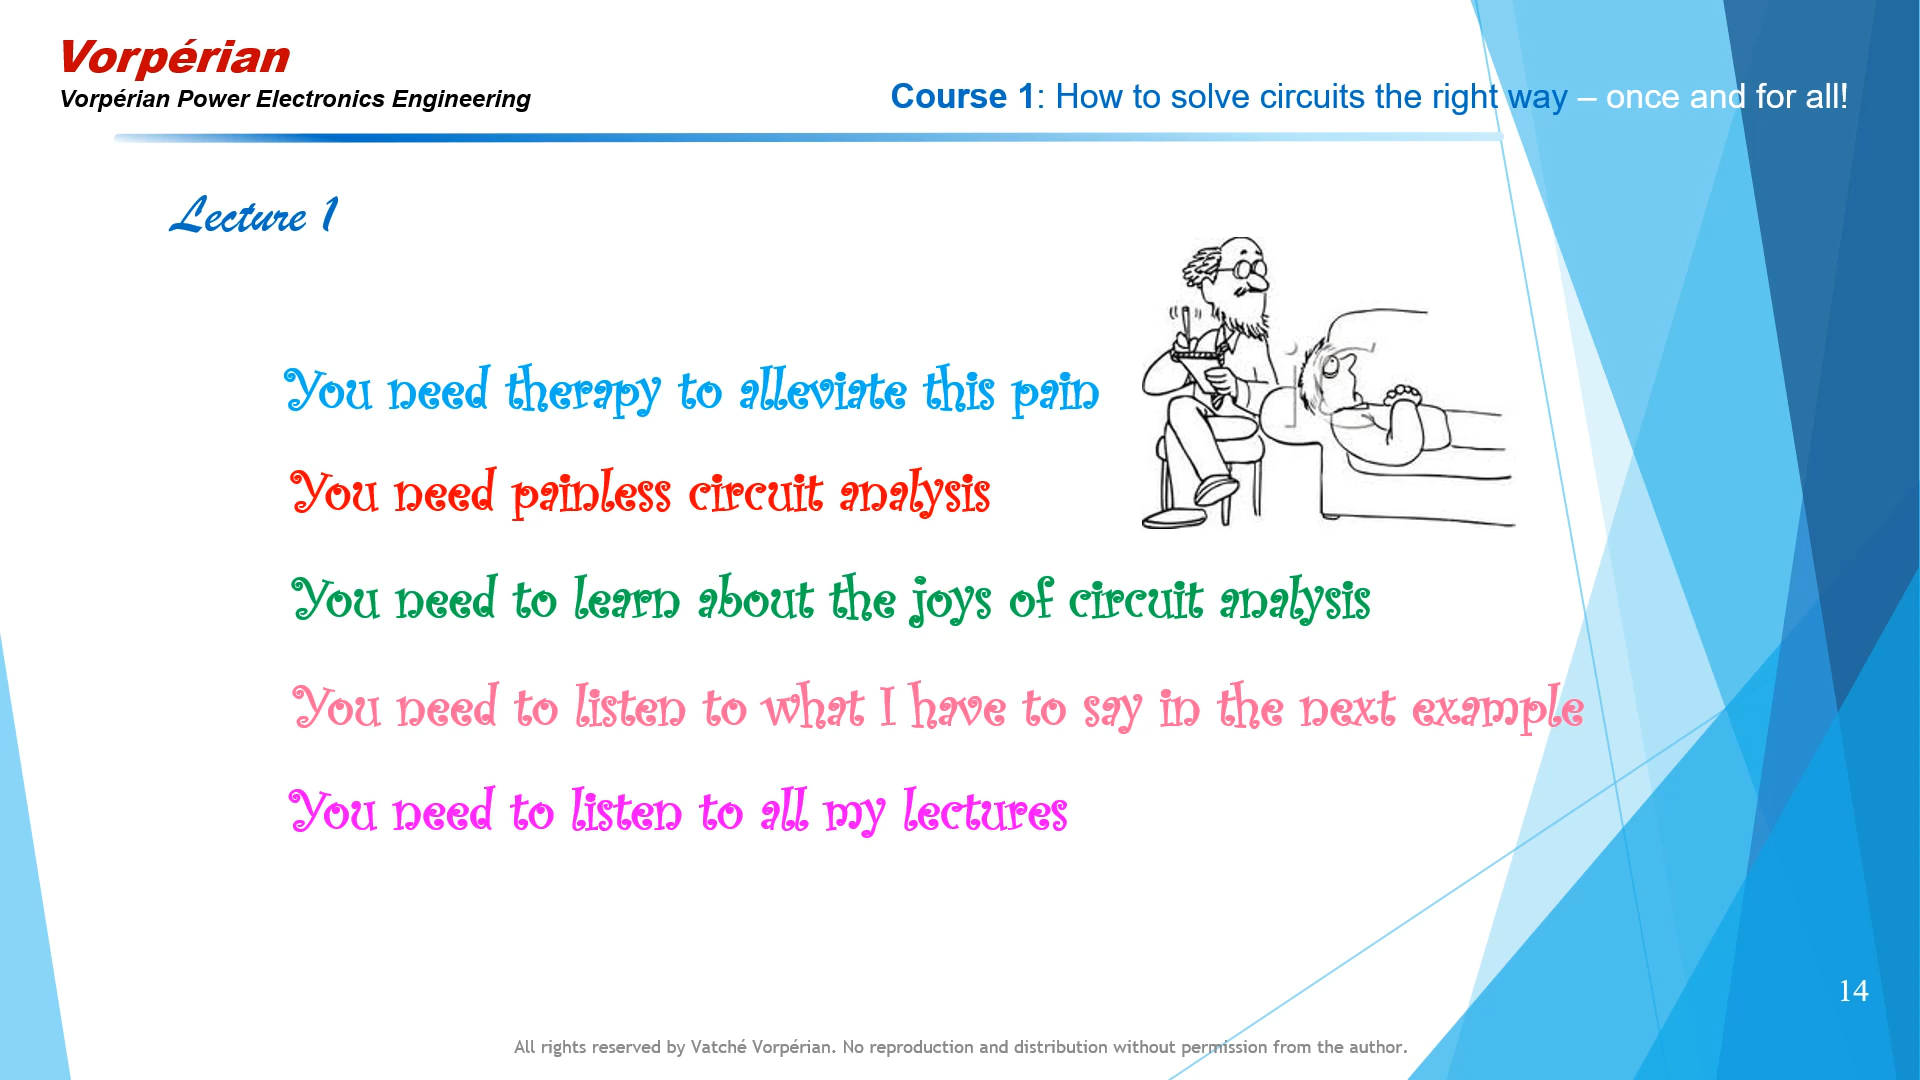 Vorpérian
Vorpérian Power Electronics Engineering
Course 1: How to solve circuits the right way – once and for all!
Lecture 1
You need therapy to alleviate this pain
You need painless circuit analysis
You need to learn about the joys of circuit analysis
You need to listen to what I have to say in the next example
You need to listen to all my lectures
14
All rights reserved by Vatché Vorpérian. No reproduction and distribution without permission from the author.